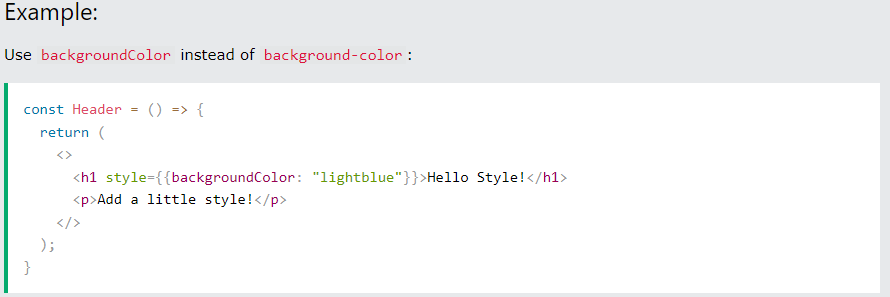 Example:
Use backgroundColor instead of background-color:
const Header = () => {
  return (
    <>
      <h1 style={{backgroundColor: "lightblue"}}>Hello Style!</h1>
      <p>Add a little style!</p>
    </>
  );
}